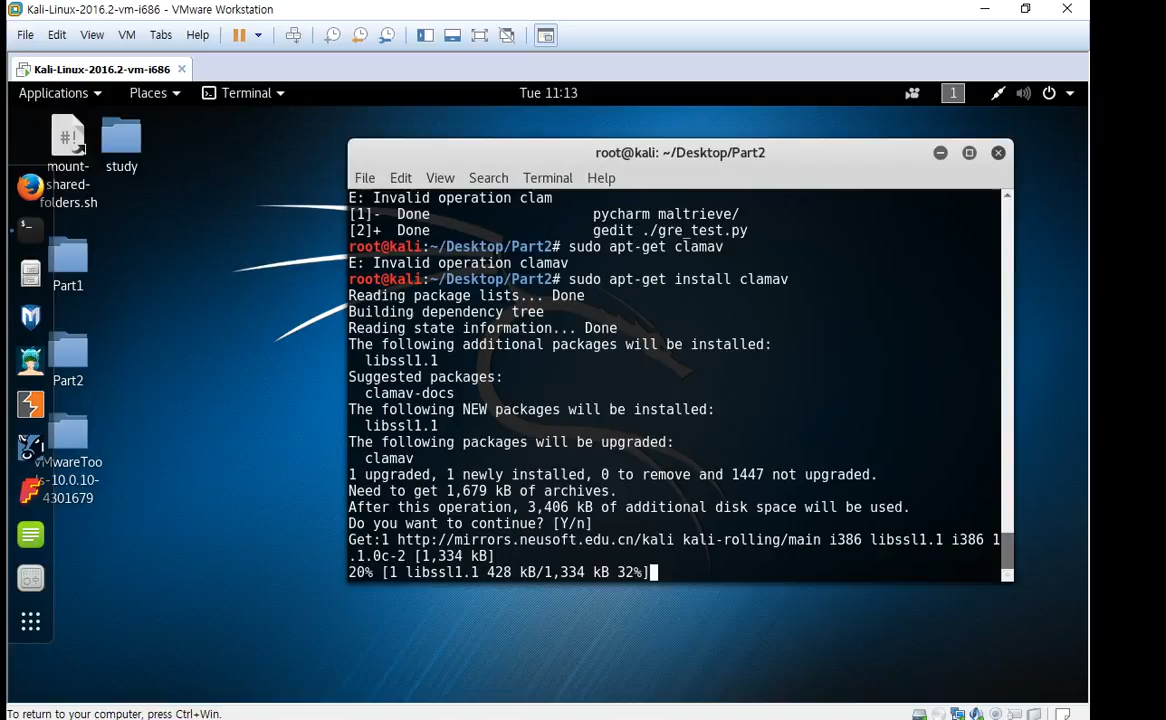 Kali-Linux-2016.2-vm-i686 - VMware Workstation
File Edit View VM Tabs Help
Kali-Linux-2016.2-vm-i686
Applications Places Terminal Tue 11:13 1
mount-
shared-
folders.sh
study
Part1
Part2
VMwareToo
ls-10.0.10-
4301679
root@kali: ~/Desktop/Part2
File Edit View Search Terminal Help
E: Invalid operation clam
[1]- Done pycharm maltrieve/
[2]+ Done gedit ./gre_test.py
root@kali:~/Desktop/Part2# sudo apt-get clamav
E: Invalid operation clamav
root@kali:~/Desktop/Part2# sudo apt-get install clamav
Reading package lists... Done
Building dependency tree
Reading state information... Done
The following additional packages will be installed:
libssl1.1
Suggested packages:
clamav-docs
The following NEW packages will be installed:
libssl1.1
The following packages will be upgraded:
clamav
1 upgraded, 1 newly installed, 0 to remove and 1447 not upgraded.
Need to get 1,679 kB of archives.
After this operation, 3,406 kB of additional disk space will be used.
Do you want to continue? [Y/n]
Get:1 http://mirrors.neusoft.edu.cn/kali kali-rolling/main i386 libssl1.1 i386 1
.1.0c-2 [1,334 kB]
20% [1 libssl1.1 428 kB/1,334 kB 32%]
To return to your computer, press Ctrl+Win.